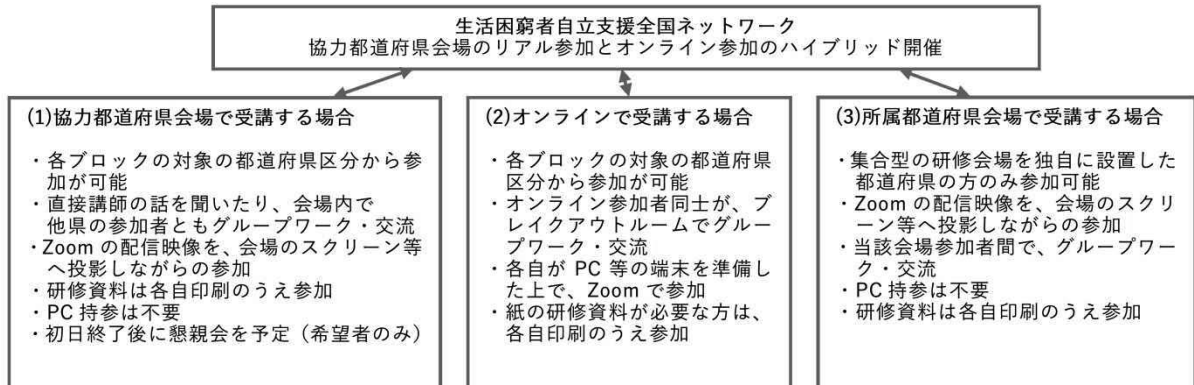 生活困窮者自立支援全国ネットワーク
協力都道府県会場のリアル参加とオンライン参加のハイブリッド開催
(1)協力都道府県会場で受講する場合
・各ブロックの対象の都道府県区分から参
加が可能
・直接講師の話を聞いたり、会場内で
他県の参加者ともグループワーク・交流
・Zoom の配信映像を、会場のスクリーン等
へ投影しながらの参加
・研修資料は各自印刷のうえ参加
・PC 持参は不要
・初日終了後に懇親会を予定（希望者のみ）
(2)オンラインで受講する場合
・各ブロックの対象の都道府県
区分から参加が可能
・オンライン参加者同士が、ブ
レイクアウトルームでグルー
プワーク・交流
・各自が PC 等の端末を準備し
た上で、Zoom で参加
・紙の研修資料が必要な方は、
各自印刷のうえ参加
(3)所属都道府県会場で受講する場合
・集合型の研修会場を独自に設置した
都道府県の方のみ参加可能
・Zoom の配信映像を、会場のスクリー
ン等へ投影しながらの参加
・当該会場参加者間で、グループワー
ク・交流
・PC 持参は不要
・研修資料は各自印刷のうえ参加